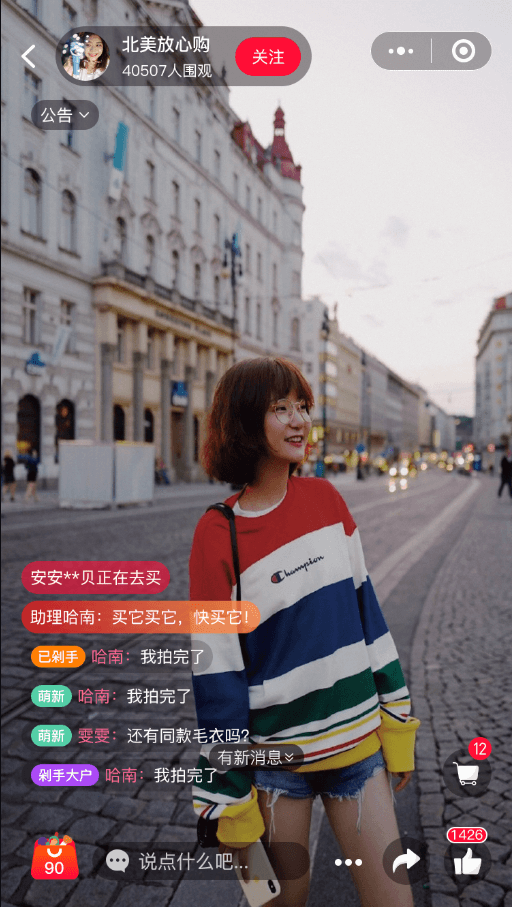 北美放心购
40507人围观
关注
公告
Champion
安安**贝正在去买
助理哈南：买它买它，快买它！
已剁手 哈南：我拍完了
萌新 哈南：我拍完了
萌新 雯雯：还有同款毛衣吗?
有新消息
剁手大户 哈南：我拍完了
12
90
说点什么吧...
1426